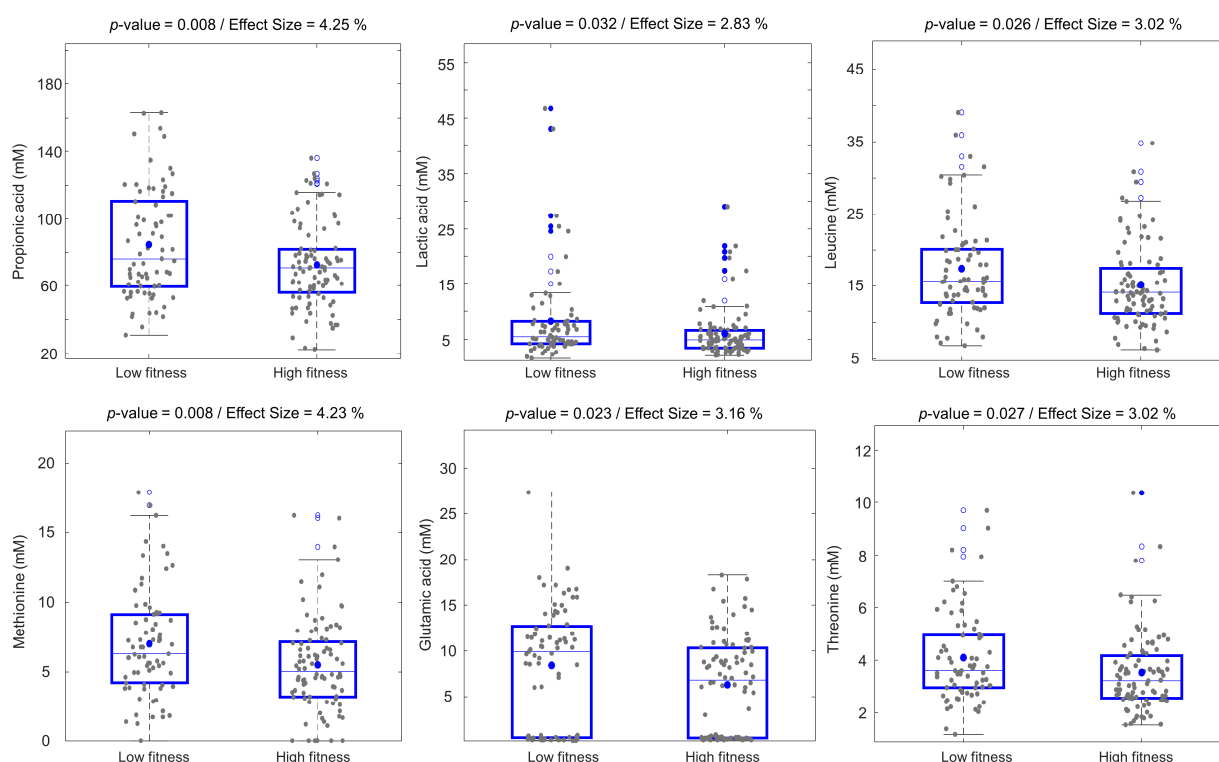 p-value = 0.008 / Effect Size = 4.25 %
Propionic acid (mM)
180
140
100
60
20
Low fitness
High fitness
p-value = 0.032 / Effect Size = 2.83 %
Lactic acid (mM)
55
45
35
25
15
5
Low fitness
High fitness
p-value = 0.026 / Effect Size = 3.02 %
Leucine (mM)
45
35
25
15
5
Low fitness
High fitness
p-value = 0.008 / Effect Size = 4.23 %
Methionine (mM)
20
15
10
5
0
Low fitness
High fitness
p-value = 0.023 / Effect Size = 3.16 %
Glutamic acid (mM)
30
25
20
15
10
5
Low fitness
High fitness
p-value = 0.027 / Effect Size = 3.02 %
Threonine (mM)
12
10
8
6
4
2
Low fitness
High fitness